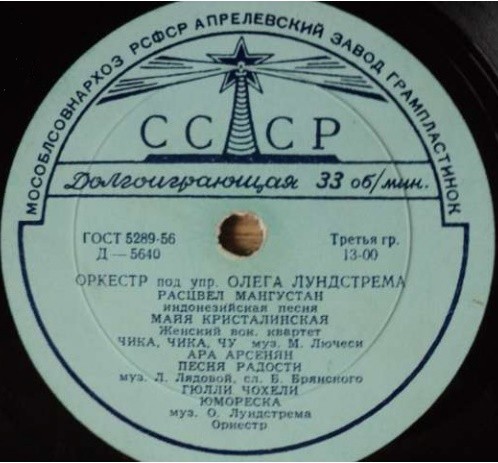 МОСОБЛСОВНАРХОЗ РСФСР АПРЕЛЕВСКИЙ ЗАВОД ГРАМПЛАСТИНОК
СССР
Долгоиграющая 33 об/мин.
ГОСТ 5289-56 Третья гр.
Д—5640 13-00
ОРКЕСТР под упр. ОЛЕГА ЛУНДСТРЕМА
РАСЦВЕЛ МАНГУСТАН
индонезийская песня
МАЙЯ КРИСТАЛИНСКАЯ
Женский вок. квартет
ЧИКА, ЧИКА, ЧУ муз. М. Лючеси
АРА АРСЕНЯН
ПЕСНЯ РАДОСТИ
муз. Л. Лядовой, сл. Б. Брянского
ГЮЛЛИ ЧОХЕЛИ
ЮМОРЕСКА
муз. О. Лундстрема
Оркестр